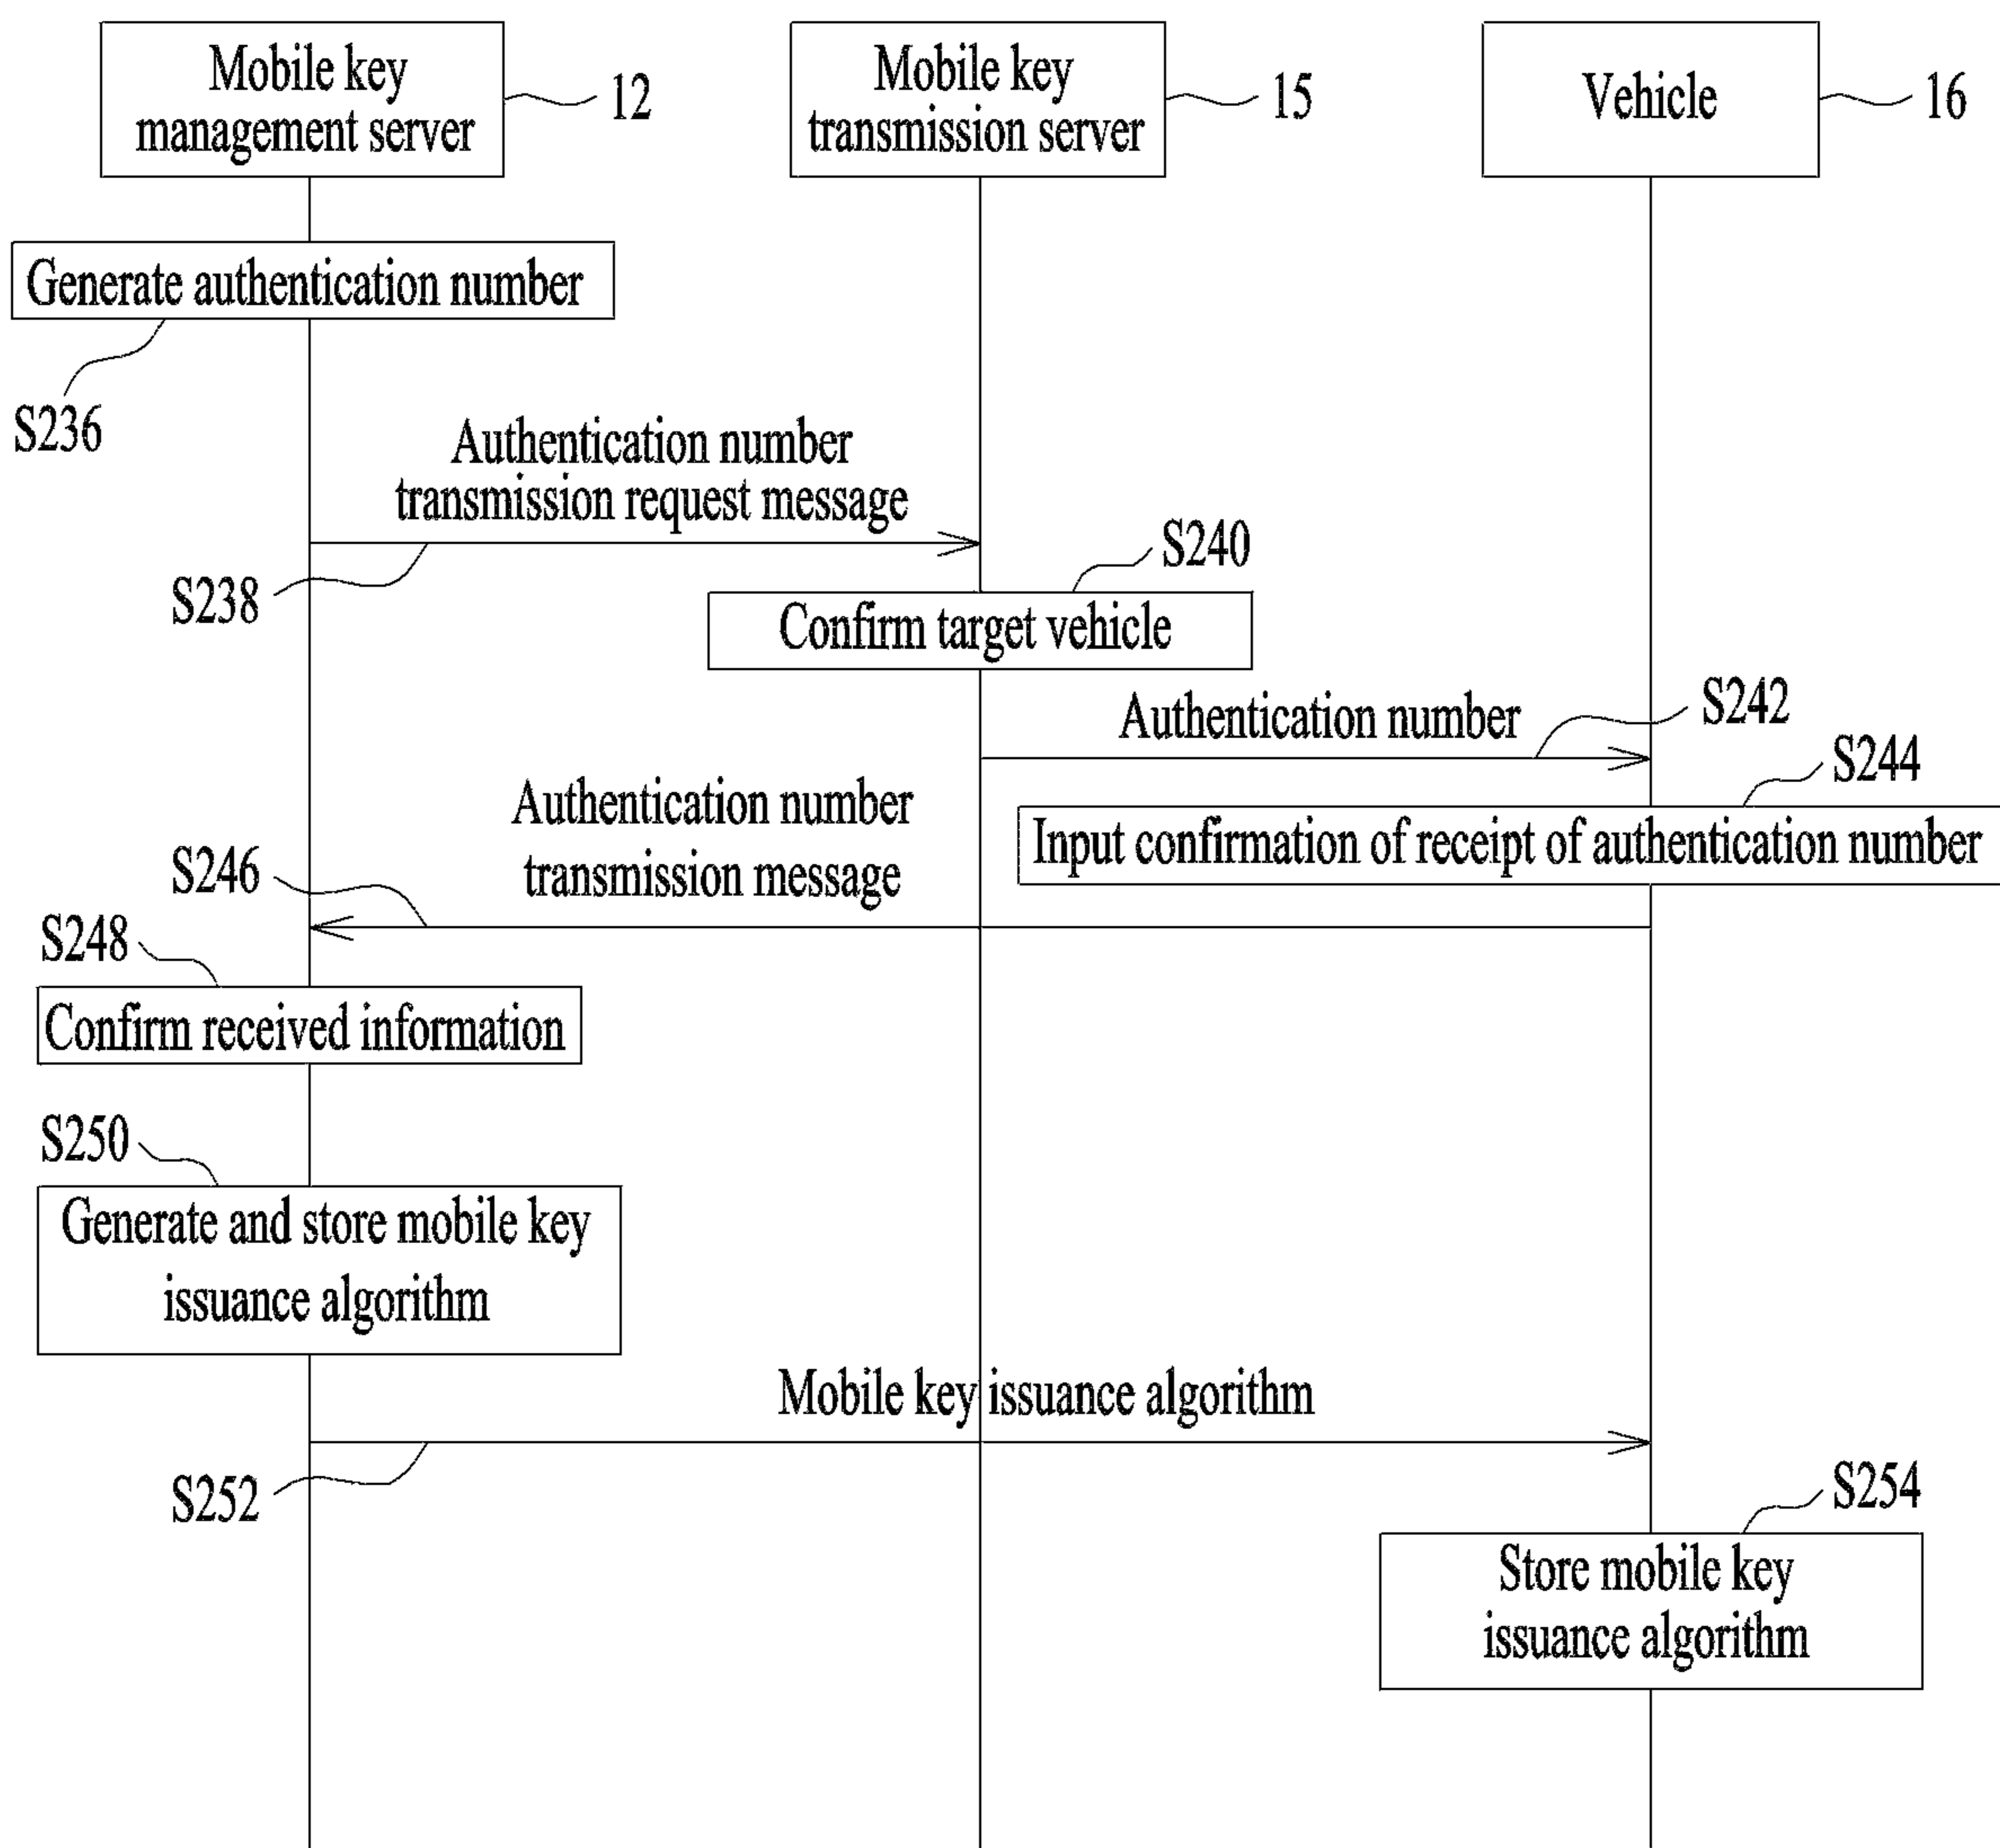 Mobile key
management server
12
Mobile key
transmission server
15
Vehicle
16
Generate authentication number
S236
Authentication number
transmission request message
S238
S240
Confirm target vehicle
Authentication number
S242
S244
Input confirmation of receipt of authentication number
Authentication number
transmission message
S246
S248
Confirm received information
S250
Generate and store mobile key
issuance algorithm
Mobile key issuance algorithm
S252
S254
Store mobile key
issuance algorithm